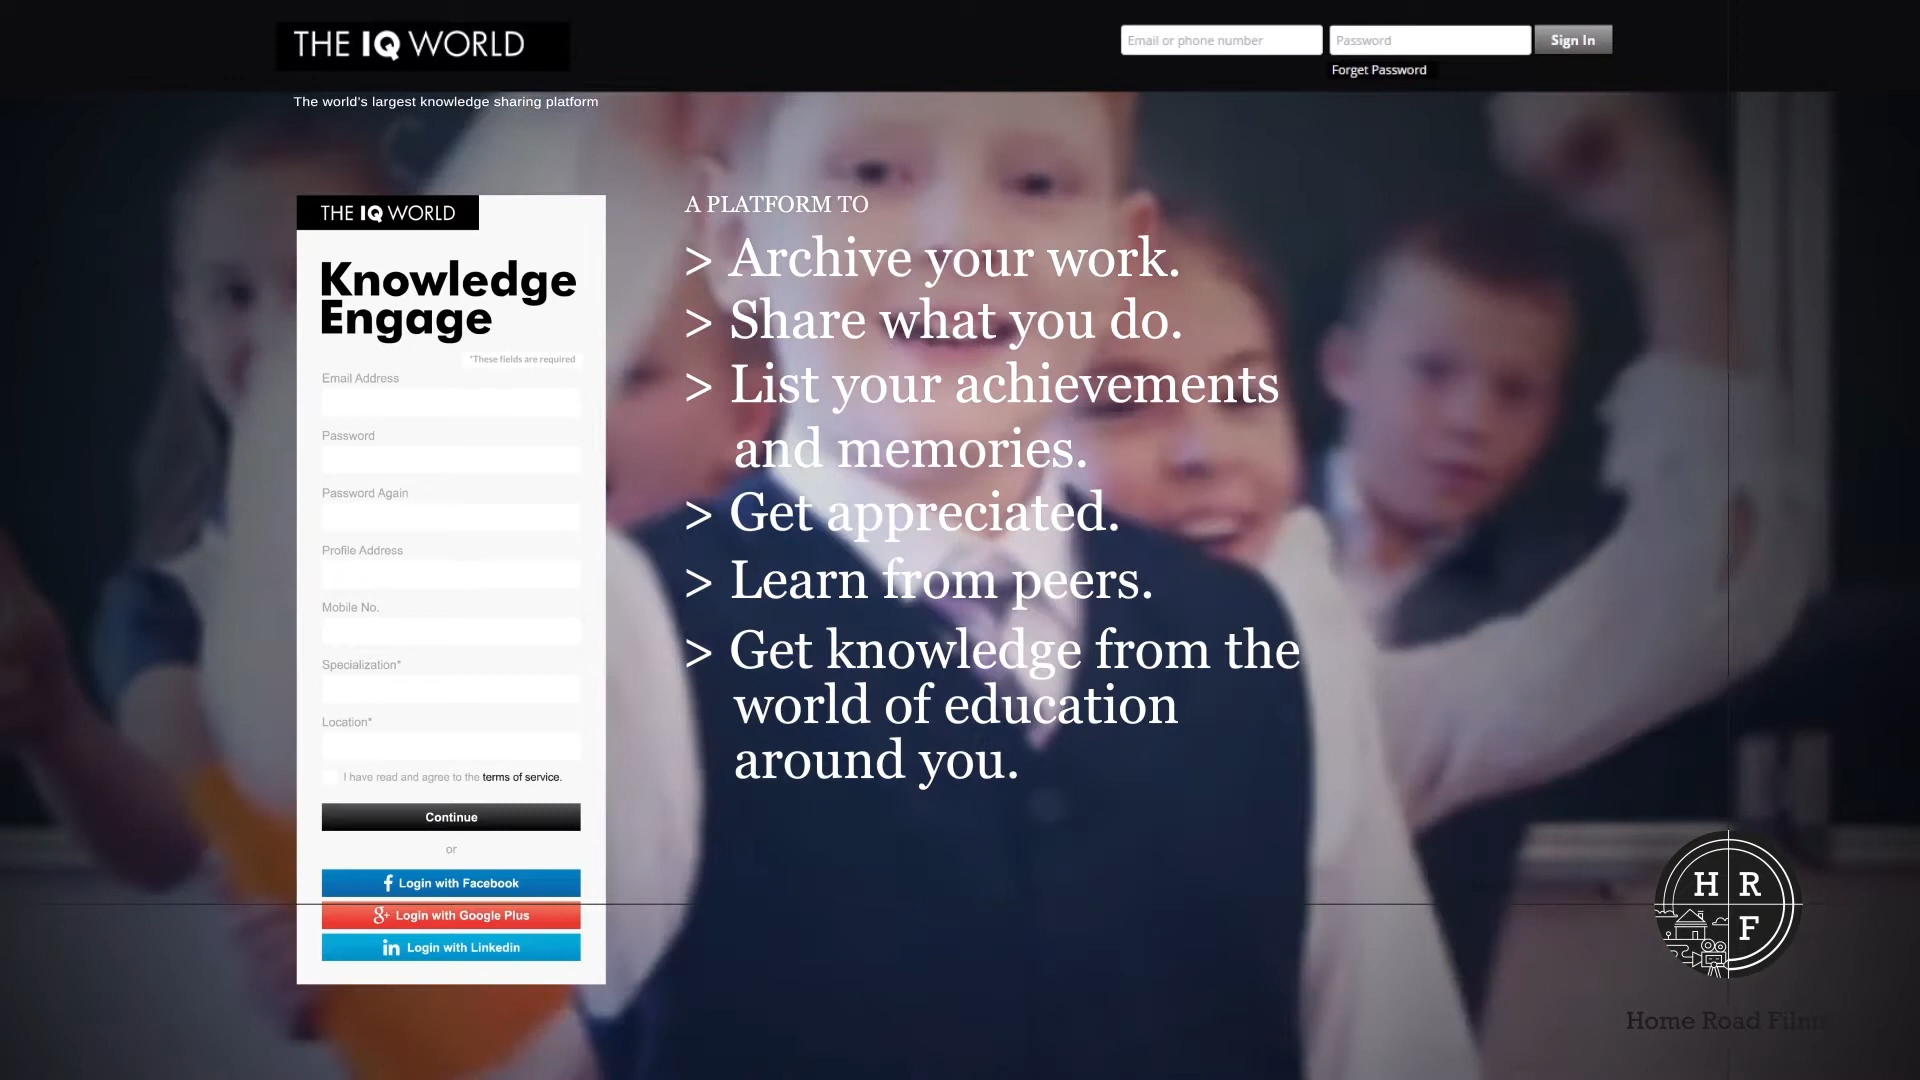 THE IQ WORLD
Email or phone number
Password
Sign In
Forget Password
The world's largest knowledge sharing platform
THE IQ WORLD
Knowledge
Engage
*These fields are required
Email Address
Password
Password Again
Profile Address
Mobile No.
Specialization*
Location*
I have read and agree to the terms of service.
Continue
or
f Login with Facebook
g+ Login with Google Plus
in Login with Linkedin
A PLATFORM TO
> Archive your work.
> Share what you do.
> List your achievements
and memories.
> Get appreciated.
> Learn from peers.
> Get knowledge from the
world of education
around you.
H R
F
Home Road